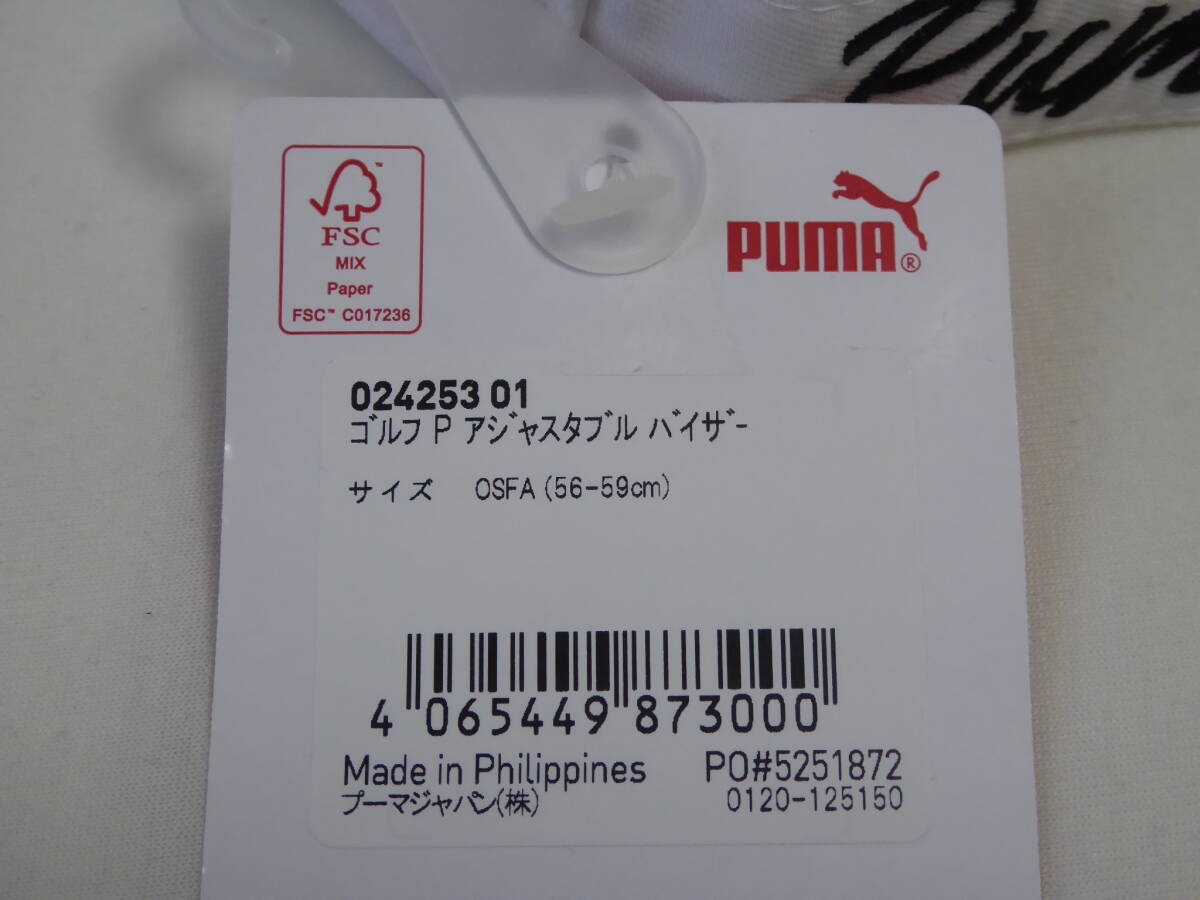 Pum
FSC™
MIX
Paper
FSC™ C017236
PUMA®
024253 01
ゴルフ P アジャスタブル バイザー
サイズ OSFA (56-59cm)
4 065449 873000
Made in Philippines PO#5251872
プーマジャパン(株) 0120-125150